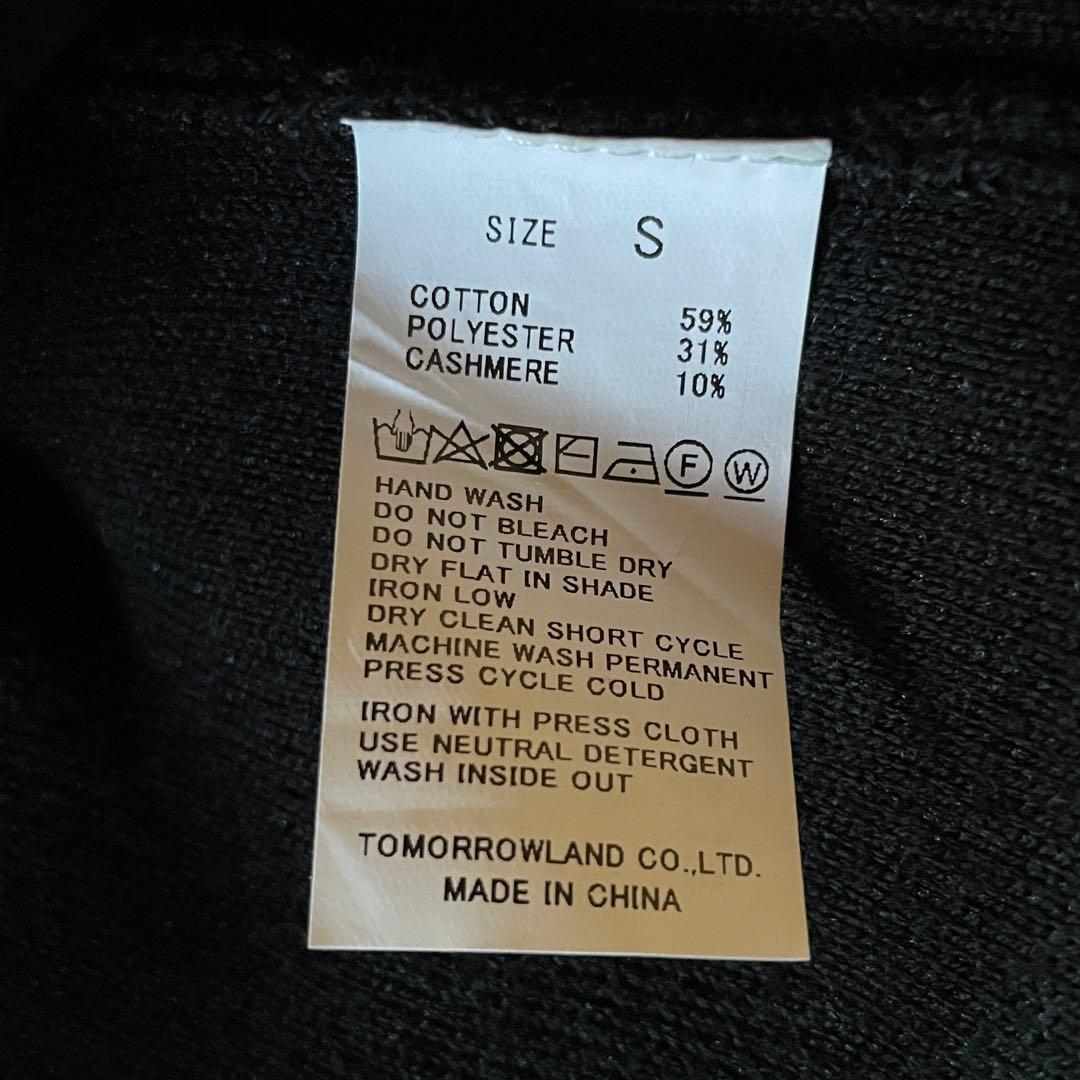 SIZE S
COTTON 59%
POLYESTER 31%
CASHMERE 10%
F W
HAND WASH
DO NOT BLEACH
DO NOT TUMBLE DRY
DRY FLAT IN SHADE
IRON LOW
DRY CLEAN SHORT CYCLE
MACHINE WASH PERMANENT
PRESS CYCLE COLD
IRON WITH PRESS CLOTH
USE NEUTRAL DETERGENT
WASH INSIDE OUT
TOMORROWLAND CO.,LTD.
MADE IN CHINA